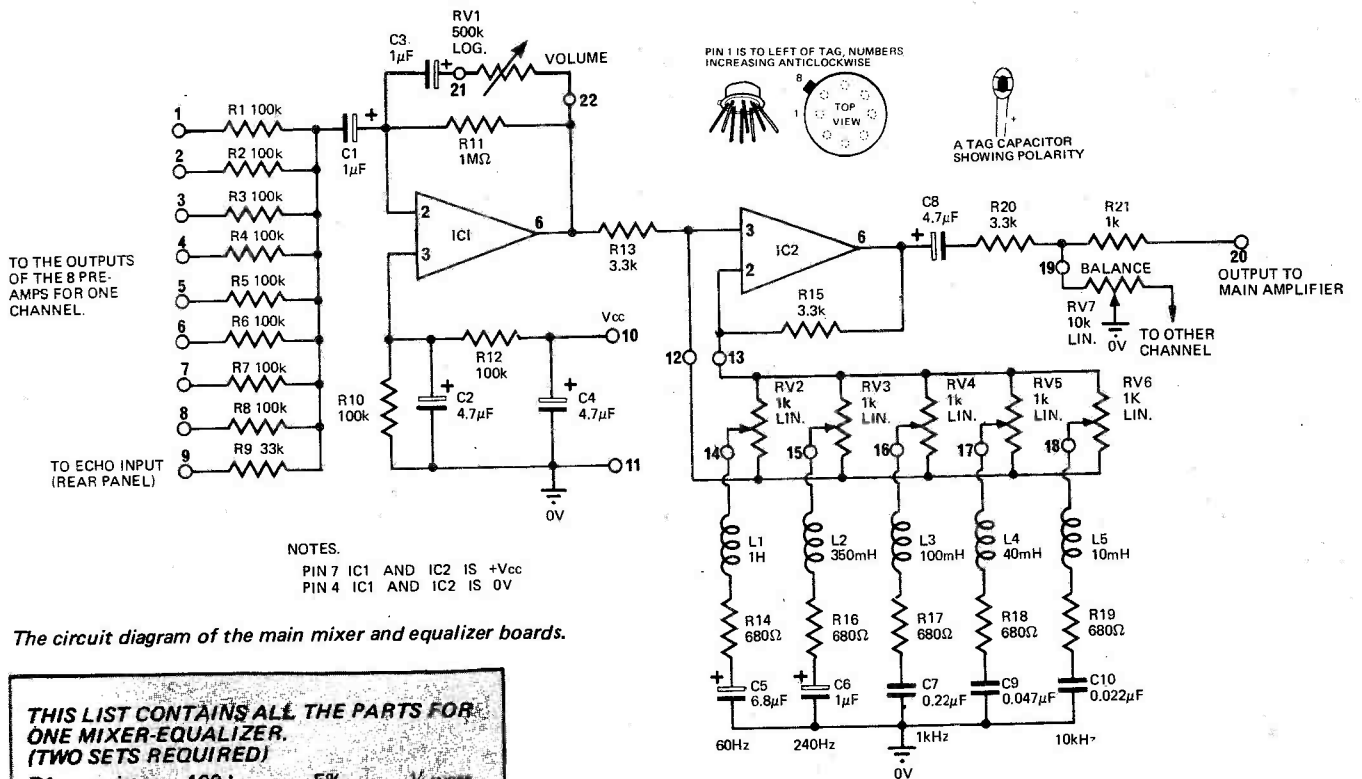 RV1
500k
LOG.
C3
1µF
+
21
VOLUME
22
R11
1MΩ
1
R1 100k
2
R2 100k
3
R3 100k
4
R4 100k
5
R5 100k
6
R6 100k
7
R7 100k
8
R8 100k
9
R9 33k
TO THE OUTPUTS
OF THE 8 PRE-
AMPS FOR ONE
CHANNEL.
TO ECHO INPUT
(REAR PANEL)
+
C1
1µF
2
3
IC1
6
R13
3.3k
Vcc
10
R12
100k
R10
100k
+
C2
4.7µF
+
C4
4.7µF
11
0V
PIN 1 IS TO LEFT OF TAG, NUMBERS
INCREASING ANTICLOCKWISE
8
1
TOP
VIEW
+
A TAG CAPACITOR
SHOWING POLARITY
3
2
IC2
6
R15
3.3k
C8
4.7µF
+
R20
3.3k
R21
1k
20
OUTPUT TO
MAIN AMPLIFIER
19
BALANCE
RV7
10k
LIN.
0V
TO OTHER
CHANNEL
12
13
RV2
1k
LIN.
RV3
1k
LIN.
RV4
1k
LIN.
RV5
1k
LIN.
RV6
1K
LIN.
14
15
16
17
18
L1
1H
L2
350mH
L3
100mH
L4
40mH
L5
10mH
R14
680Ω
R16
680Ω
R17
680Ω
R18
680Ω
R19
680Ω
+
C5
6.8µF
+
C6
1µF
C7
0.22µF
C9
0.047µF
C10
0.022µF
60Hz
240Hz
1kHz
10kHz
0V
NOTES.
PIN 7 IC1 AND IC2 IS +Vcc
PIN 4 IC1 AND IC2 IS 0V
The circuit diagram of the main mixer and equalizer boards.
THIS LIST CONTAINS ALL THE PARTS FOR
ONE MIXER-EQUALIZER.
(TWO SETS REQUIRED)